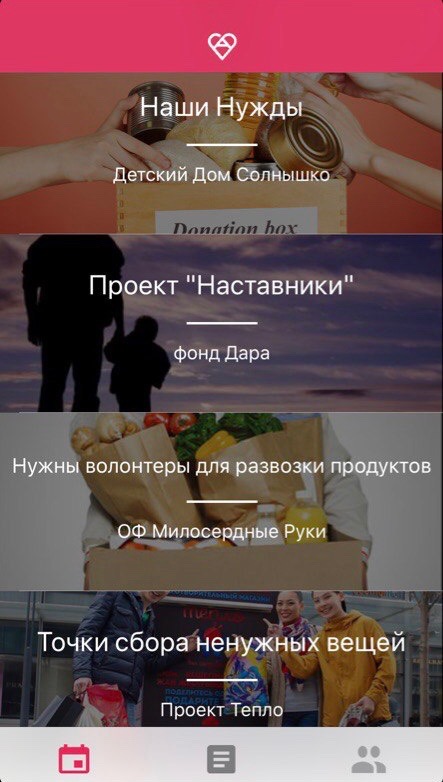 Наши Нужды
Детский Дом Солнышко
Donation box
Проект "Наставники"
фонд Дара
Нужны волонтеры для развозки продуктов
ОФ Милосердные Руки
Точки сбора ненужных вещей
Проект Тепло